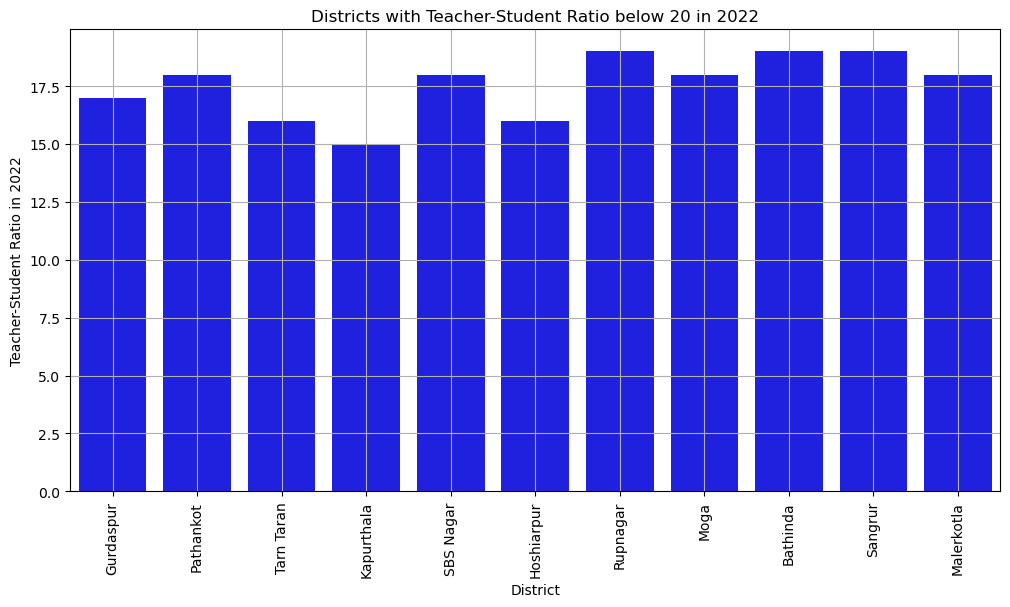 Districts with Teacher-Student Ratio below 20 in 2022
Teacher-Student Ratio in 2022
17.5
15.0
12.5
10.0
7.5
5.0
2.5
0.0
Gurdaspur
Pathankot
Tarn Taran
Kapurthala
SBS Nagar
Hoshiarpur
Rupnagar
Moga
Bathinda
Sangrur
Malerkotla
District